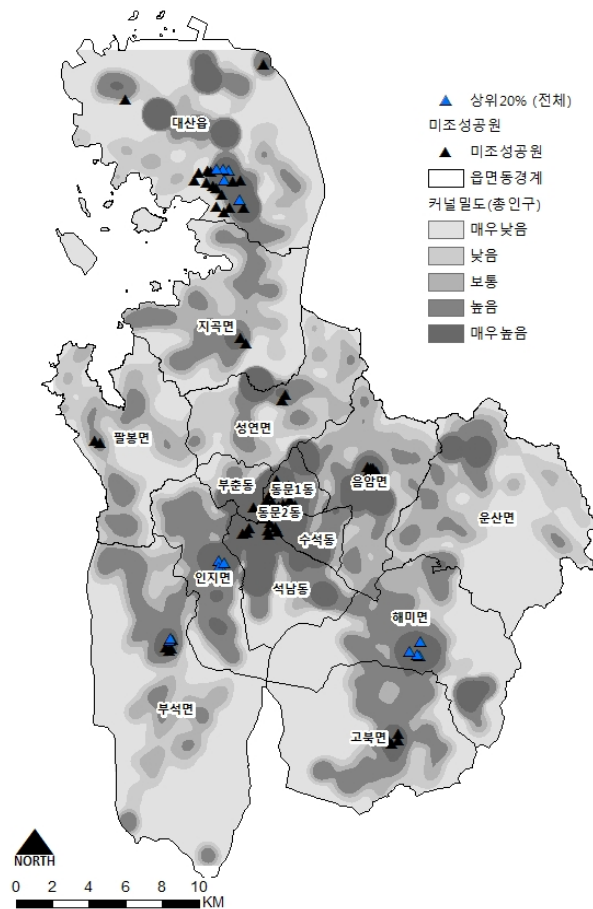 상위20% (전체)
미조성공원
미조성공원
읍면동경계
커널밀도(총인구)
매우낮음
낮음
보통
높음
매우높음
대산읍
지곡면
성연면
팔봉면
부춘동
동문1동
음암면
동문2동
운산면
수석동
인지면
석남동
해미면
부석면
고북면
NORTH
0 2 4 6 8 10
KM